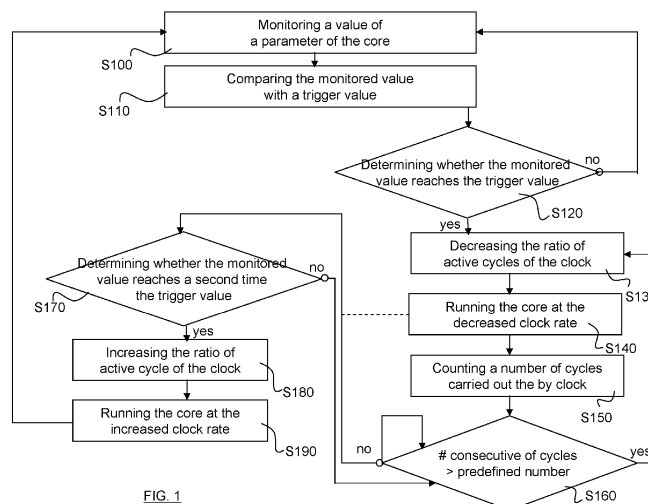 Monitoring a value of
a parameter of the core
S100
Comparing the monitored value
with a trigger value
S110
Determining whether the monitored
value reaches the trigger value
no
S120
yes
Decreasing the ratio of
active cycles of the clock
S13
Determining whether the monitored
value reaches a second time
the trigger value
no
S170
yes
Running the core at the
decreased clock rate
S140
Increasing the ratio of
active cycle of the clock
S180
Counting a number of cycles
carried out the by clock
S150
Running the core at the
increased clock rate
S190
no
# consecutive of cycles
> predefined number
yes
S160
FIG. 1